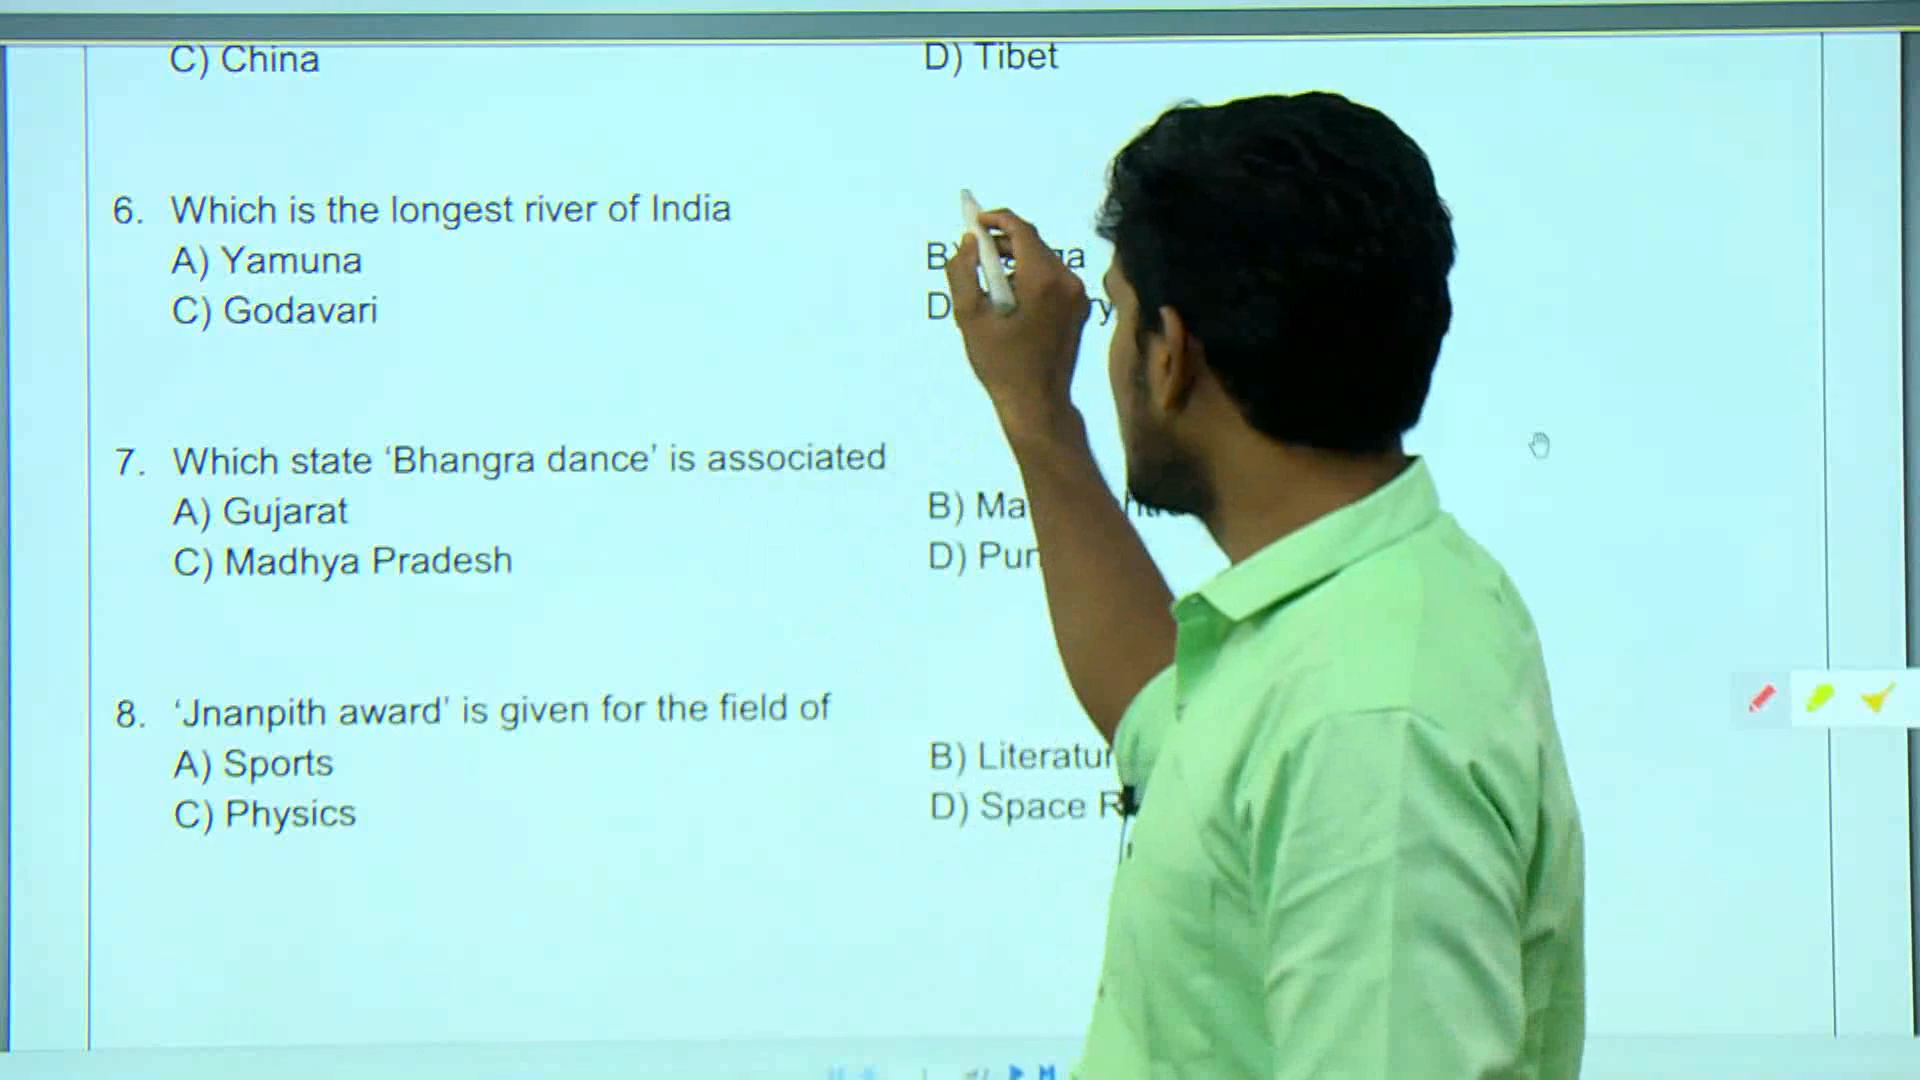 C) China D) Tibet
6. Which is the longest river of India
A) Yamuna B)
C) Godavari D
7. Which state ‘Bhangra dance’ is associated
A) Gujarat B)
C) Madhya Pradesh D)
8. ‘Jnanpith award’ is given for the field of
A) Sports B)
C) Physics D) Space